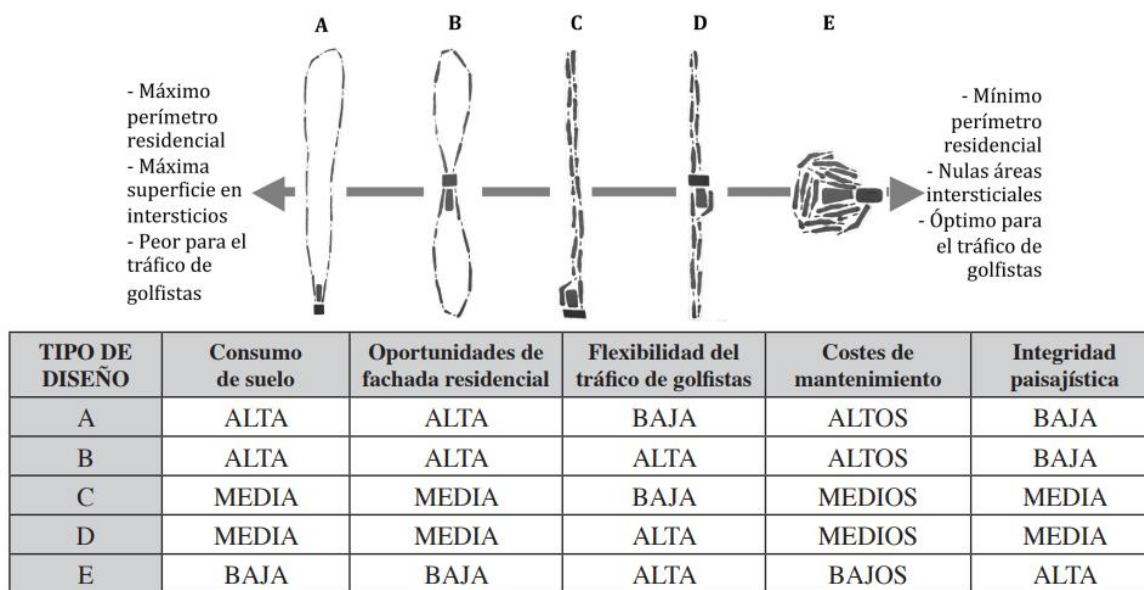 A B C D E
- Máximo
perímetro
residencial
- Máxima
superficie en
intersticios
- Peor para el
tráfico de
golfistas
- Mínimo
perímetro
residencial
- Nulas áreas
intersticiales
- Óptimo para
el tráfico de
golfistas
TIPO DE DISEÑO Consumo de suelo Oportunidades de fachada residencial Flexibilidad del tráfico de golfistas Costes de mantenimiento Integridad paisajística
A ALTA ALTA BAJA ALTOS BAJA
B ALTA ALTA ALTA ALTOS BAJA
C MEDIA MEDIA BAJA MEDIOS MEDIA
D MEDIA MEDIA ALTA MEDIOS MEDIA
E BAJA BAJA ALTA BAJOS ALTA